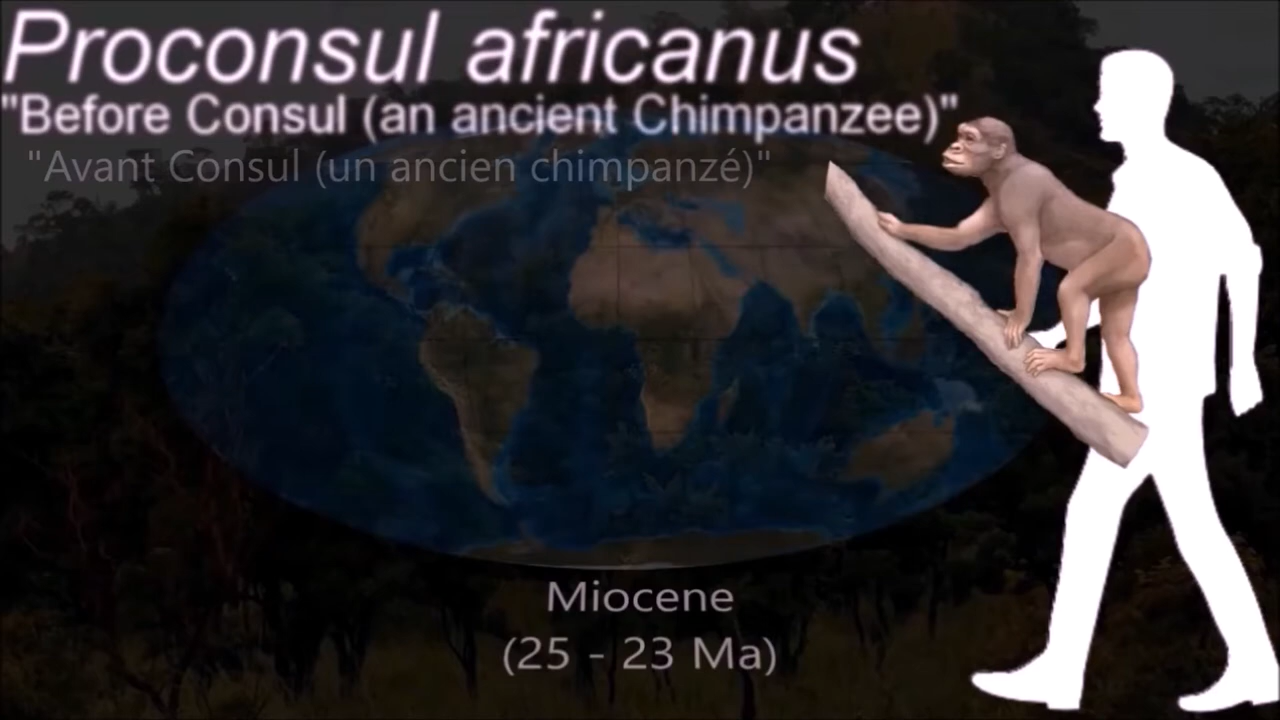 Proconsul africanus
"Before Consul (an ancient Chimpanzee)"
"Avant Consul (un ancien chimpanzé)"
Miocene
(25 - 23 Ma)